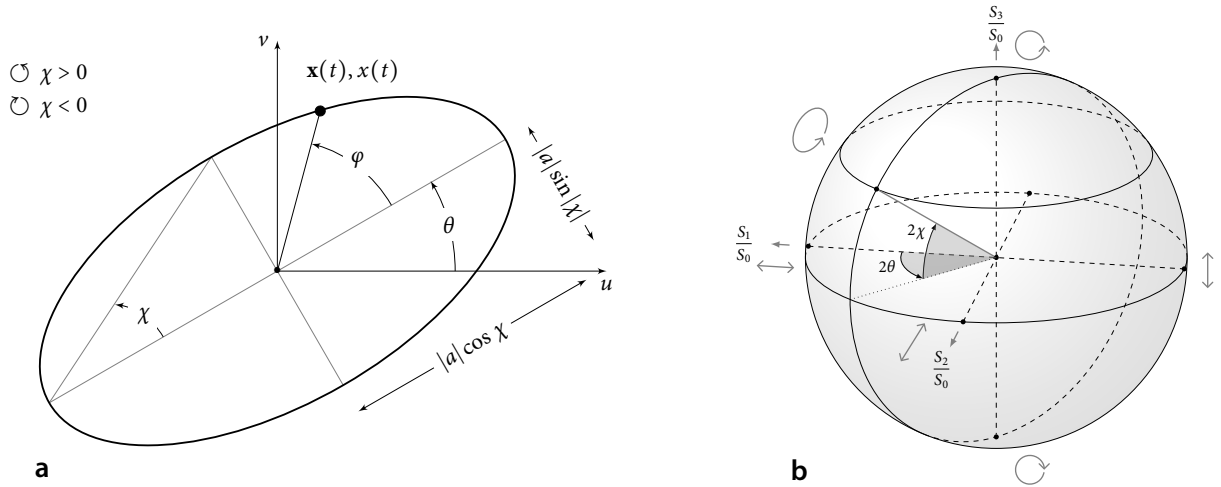 v
x(t), x(t)
↺ χ > 0
↻ χ < 0
φ
|a| sin |χ|
θ
χ
u
|a| cos χ
a
S₃
S₀
S₁
S₀
2χ
2θ
S₂
S₀
b